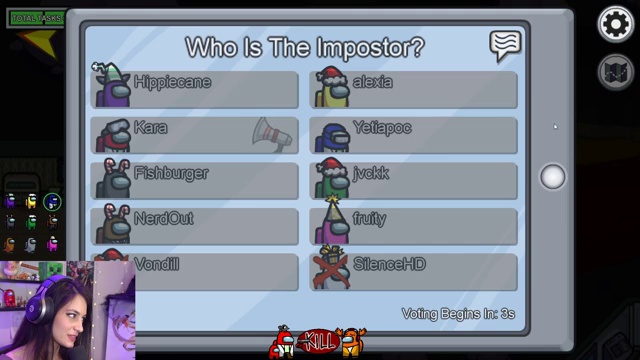 TOTAL TASKS
Who Is The Impostor?
Hippiecane
alexia
Kara
Yetiapoc
Fishburger
jvckk
NerdOut
fruity
Vondill
SilenceHD
Voting Begins In: 3s
KILL